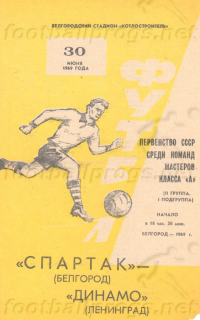 БЕЛГОРОДСКИЙ СТАДИОН «КОТЛОСТРОИТЕЛЬ»
30
ИЮНЯ
1969 ГОДА
ФУТБОЛ
ПЕРВЕНСТВО СССР
СРЕДИ КОМАНД
МАСТЕРОВ
КЛАССА «А»
(II ГРУППА,
I ПОДГРУППА)
НАЧАЛО
в 18 час. 30 мин.
БЕЛГОРОД — 1969 г.
«СПАРТАК» —
(БЕЛГОРОД)
«ДИНАМО»
(ЛЕНИНГРАД)